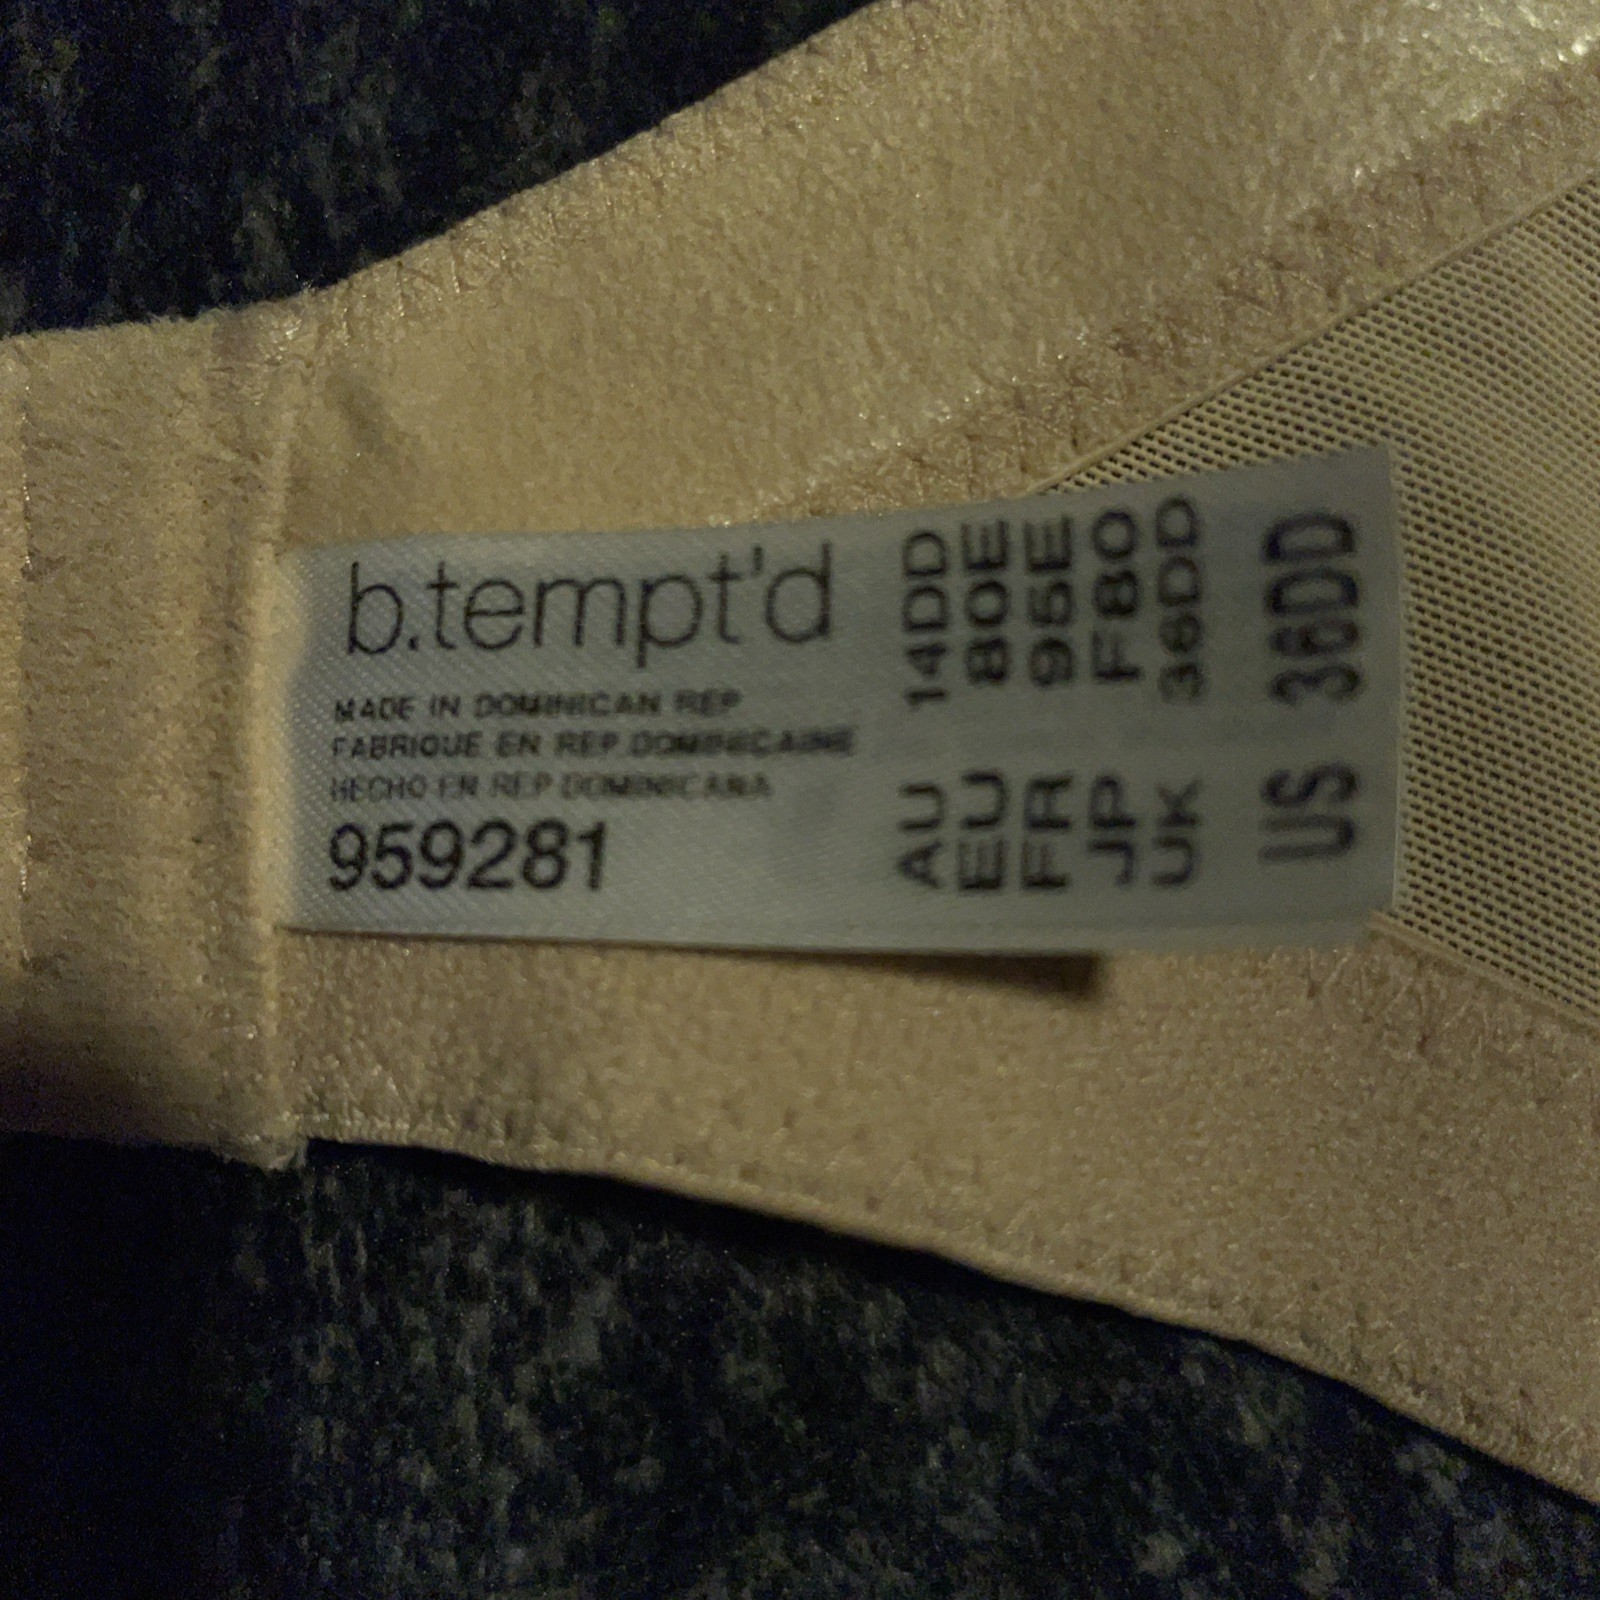 b.tempt'd
MADE IN DOMINICAN REP
FABRIQUE EN REP DOMINICAINE
HECHO EN REP DOMINICANA
959281
AU 14DD
EU 80E
FR 95E
JP F80
UK 36DD
US 36DD